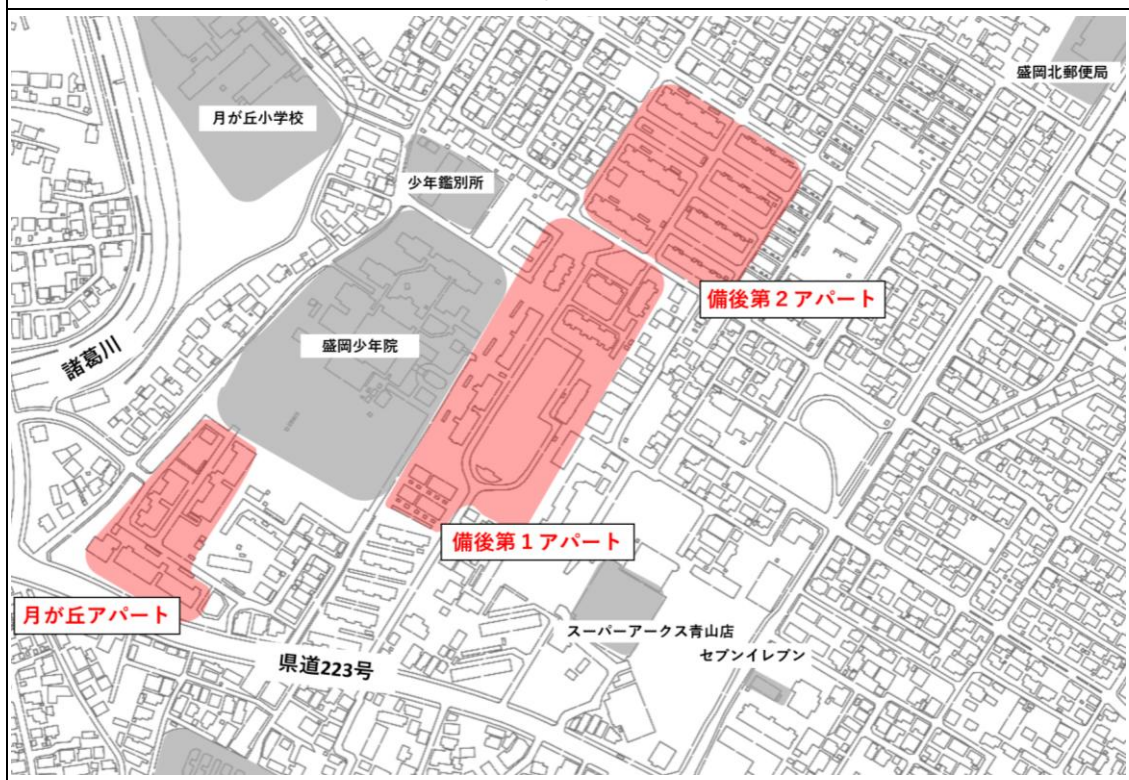 盛岡北郵便局
月が丘小学校
少年鑑別所
備後第２アパート
盛岡少年院
諸葛川
備後第１アパート
月が丘アパート
スーパーアークス青山店
セブンイレブン
県道223号